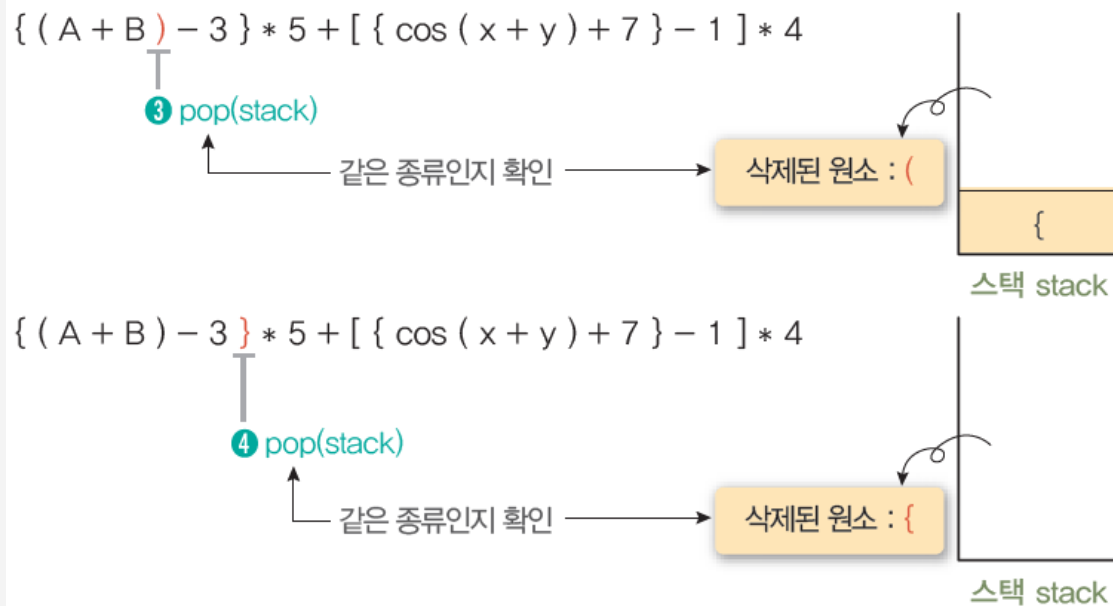 { ( A + B ) – 3 } * 5 + [ { cos ( x + y ) + 7 } – 1 ] * 4
❸ pop(stack)
같은 종류인지 확인
삭제된 원소 : (
{
스택 stack
{ ( A + B ) – 3 } * 5 + [ { cos ( x + y ) + 7 } – 1 ] * 4
❹ pop(stack)
같은 종류인지 확인
삭제된 원소 : {
스택 stack